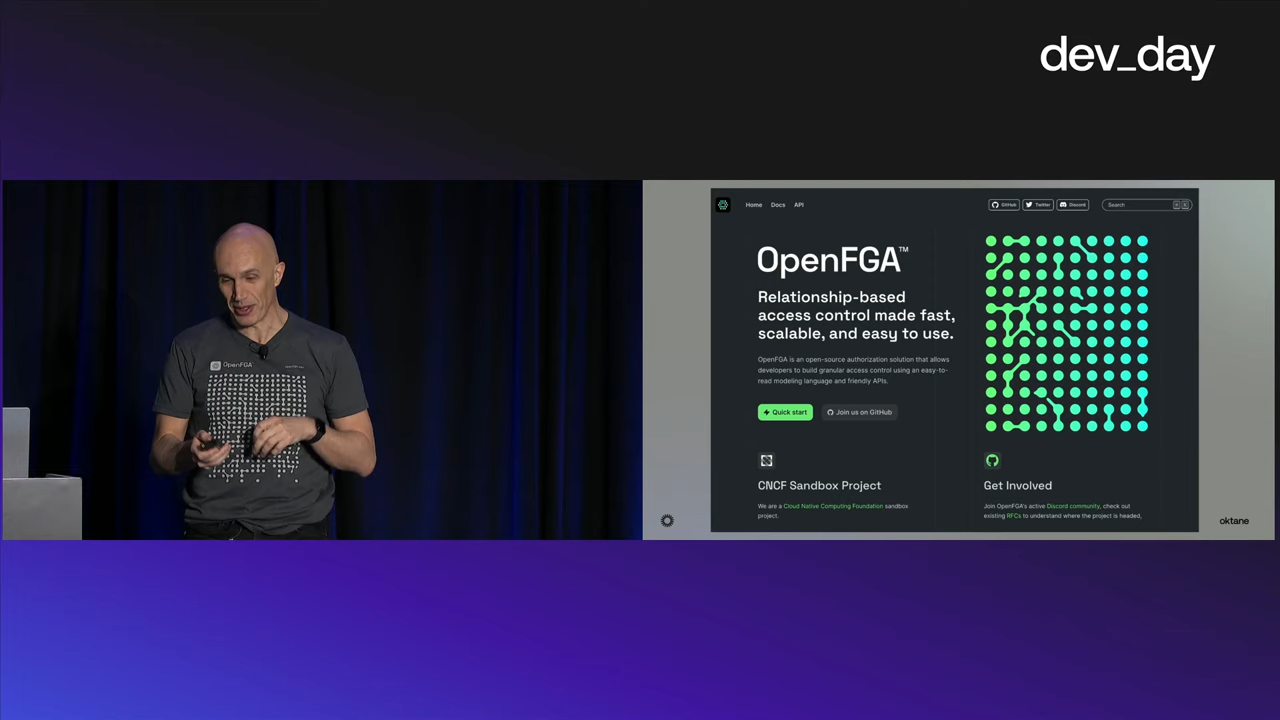 dev_day
OpenFGA
Home
Docs
API
GitHub
Twitter
Discord
Search
OpenFGA™
Relationship-based
access control made fast,
scalable, and easy to use.
OpenFGA is an open-source authorization solution that allows
developers to build granular access control using an easy-to-
read modeling language and friendly APIs.
Quick start
Join us on GitHub
CNCF Sandbox Project
We are a Cloud Native Computing Foundation sandbox
project.
Get Involved
Join OpenFGA's active Discord community, check out
existing RFCs to understand where the project is headed,
oktane